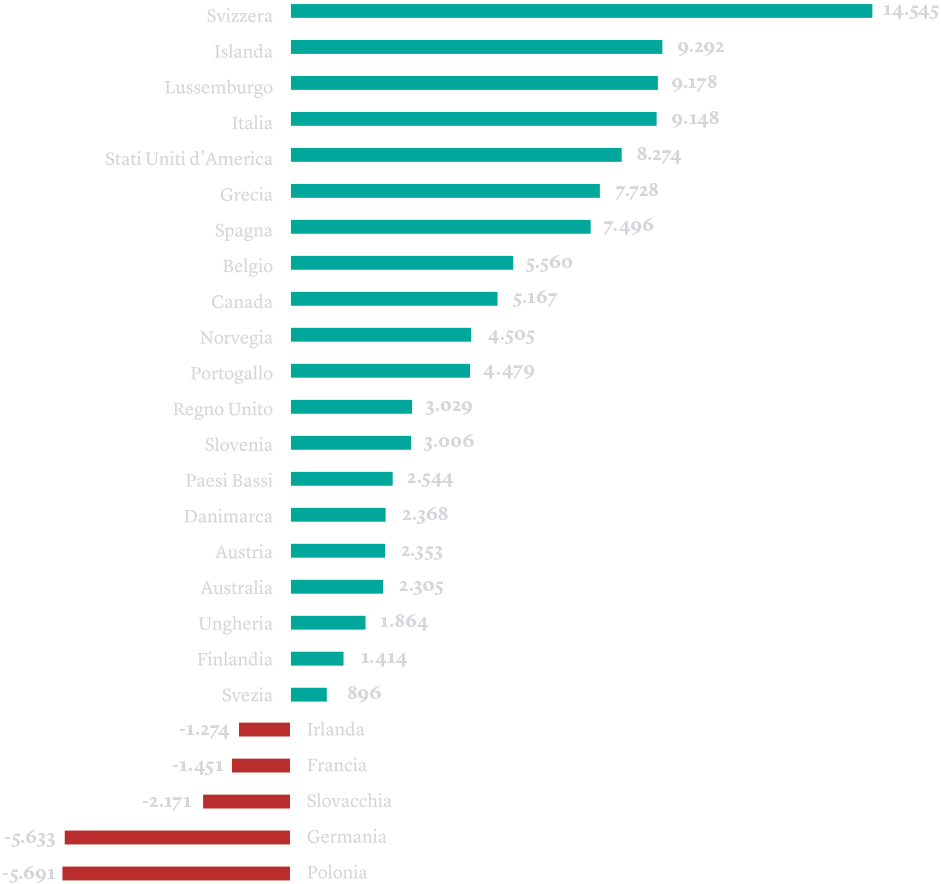 Svizzera 14.545
Islanda 9.292
Lussemburgo 9.178
Italia 9.148
Stati Uniti d'America 8.274
Grecia 7.728
Spagna 7.496
Belgio 5.560
Canada 5.167
Norvegia 4.505
Portogallo 4.479
Regno Unito 3.029
Slovenia 3.006
Paesi Bassi 2.544
Danimarca 2.368
Austria 2.353
Australia 2.305
Ungheria 1.864
Finlandia 1.414
Svezia 896
-1.274 Irlanda
-1.451 Francia
-2.171 Slovacchia
-5.633 Germania
-5.691 Polonia